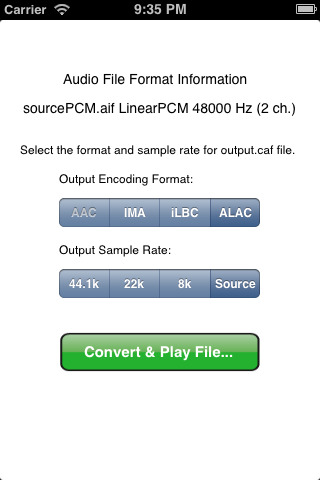 Carrier 9:35 PM
Audio File Format Information
sourcePCM.aif LinearPCM 48000 Hz (2 ch.)
Select the format and sample rate for output.caf file.
Output Encoding Format:
AAC IMA iLBC ALAC
Output Sample Rate:
44.1k 22k 8k Source
Convert & Play File...